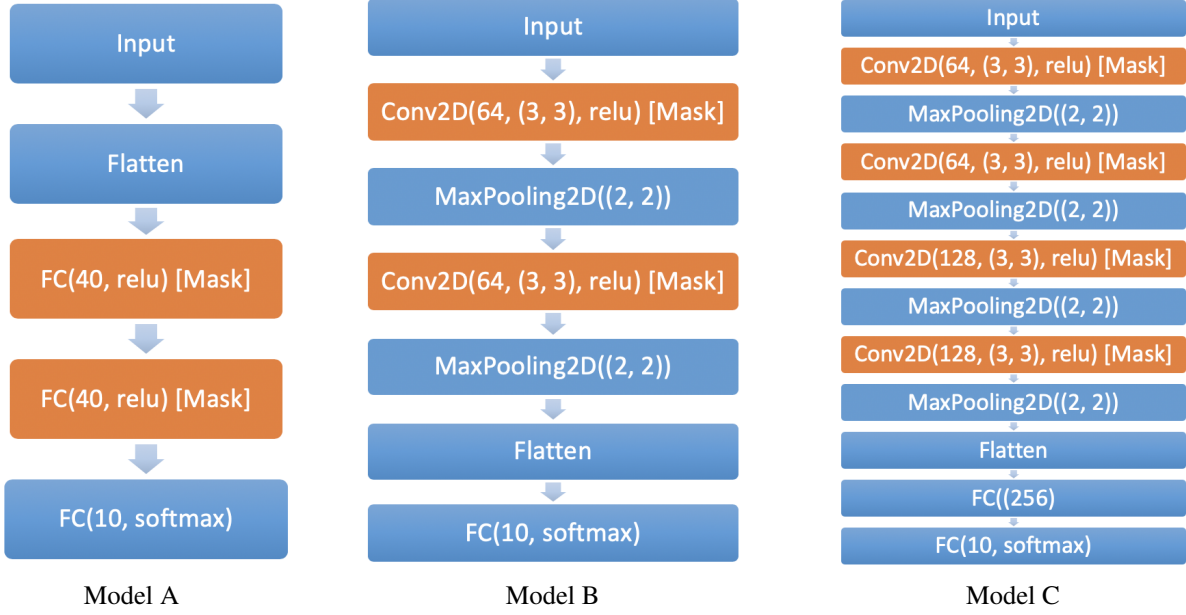 Input
Flatten
FC(40, relu) [Mask]
FC(40, relu) [Mask]
FC(10, softmax)
Model A
Input
Conv2D(64, (3, 3), relu) [Mask]
MaxPooling2D((2, 2))
Conv2D(64, (3, 3), relu) [Mask]
MaxPooling2D((2, 2))
Flatten
FC(10, softmax)
Model B
Input
Conv2D(64, (3, 3), relu) [Mask]
MaxPooling2D((2, 2))
Conv2D(64, (3, 3), relu) [Mask]
MaxPooling2D((2, 2))
Conv2D(128, (3, 3), relu) [Mask]
MaxPooling2D((2, 2))
Conv2D(128, (3, 3), relu) [Mask]
MaxPooling2D((2, 2))
Flatten
FC((256)
FC(10, softmax)
Model C